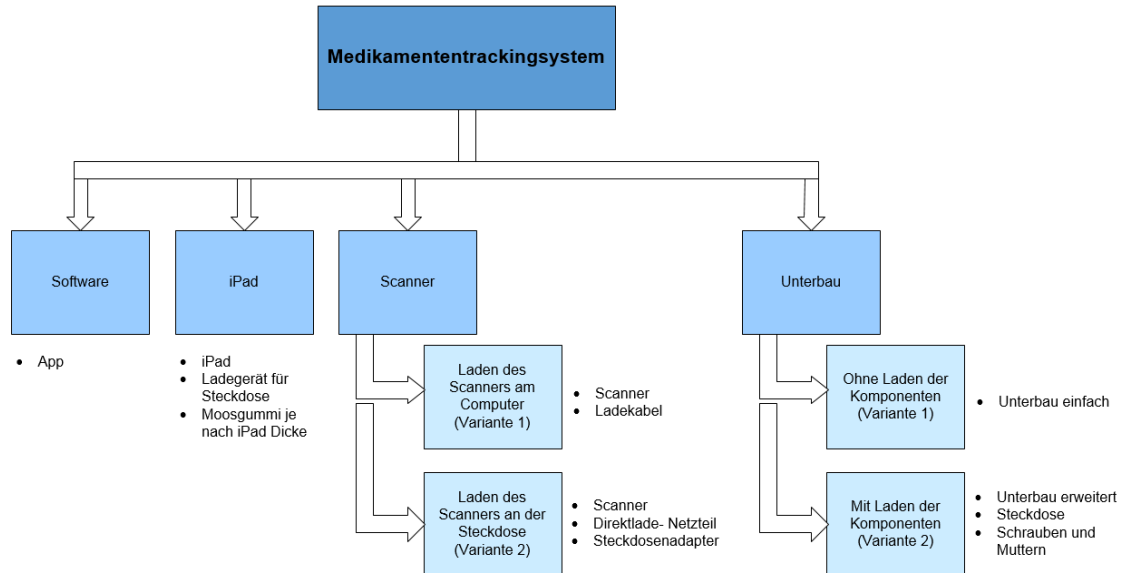 Medikamententrackingsystem
Software
iPad
Scanner
Unterbau
• App
• iPad
• Ladegerät für
Steckdose
• Moosgummi je
nach iPad Dicke
Laden des
Scanners am
Computer
(Variante 1)
• Scanner
• Ladekabel
Ohne Laden der
Komponenten
(Variante 1)
• Unterbau einfach
Laden des
Scanners an der
Steckdose
(Variante 2)
• Scanner
• Direktlade- Netzteil
• Steckdosenadapter
Mit Laden der
Komponenten
(Variante 2)
• Unterbau erweitert
• Steckdose
• Schrauben und
Muttern